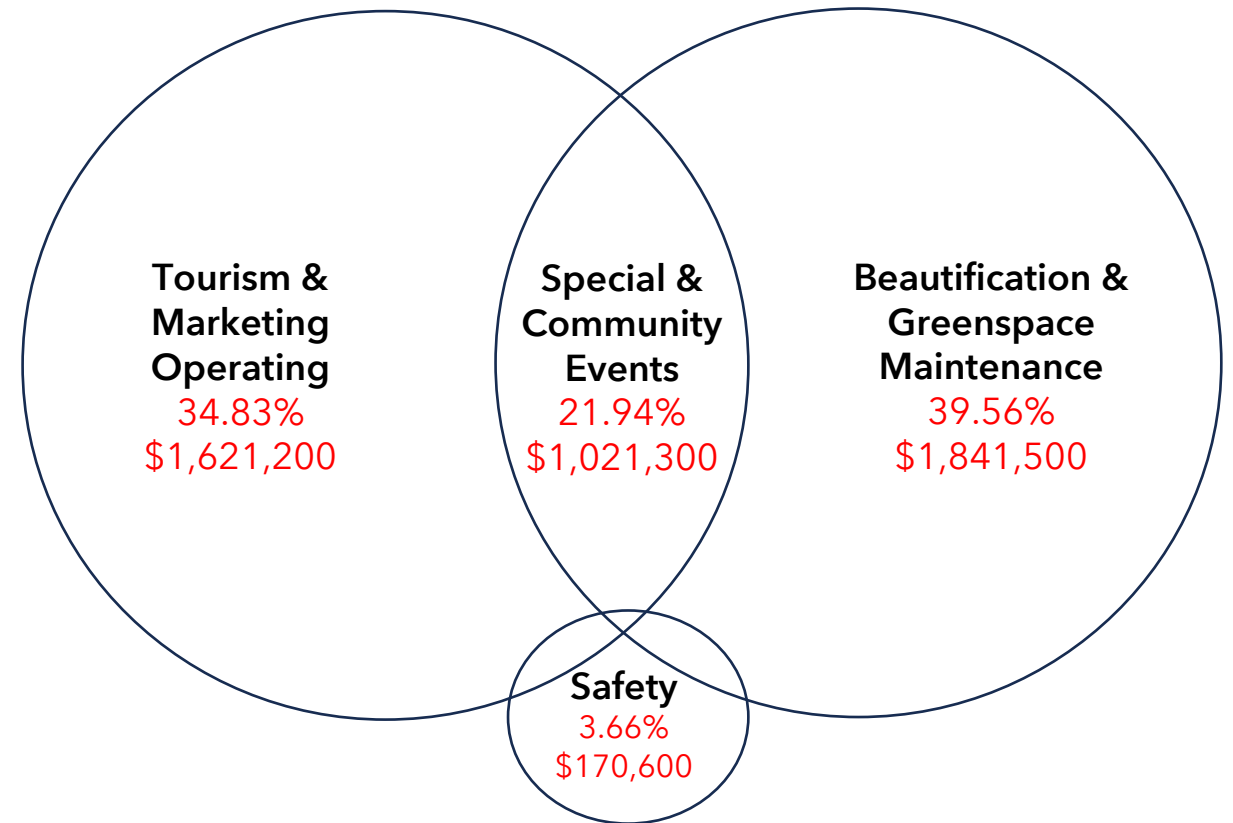 Tourism &
Marketing
Operating
34.83%
$1,621,200
Special &
Community
Events
21.94%
$1,021,300
Beautification &
Greenspace
Maintenance
39.56%
$1,841,500
Safety
3.66%
$170,600